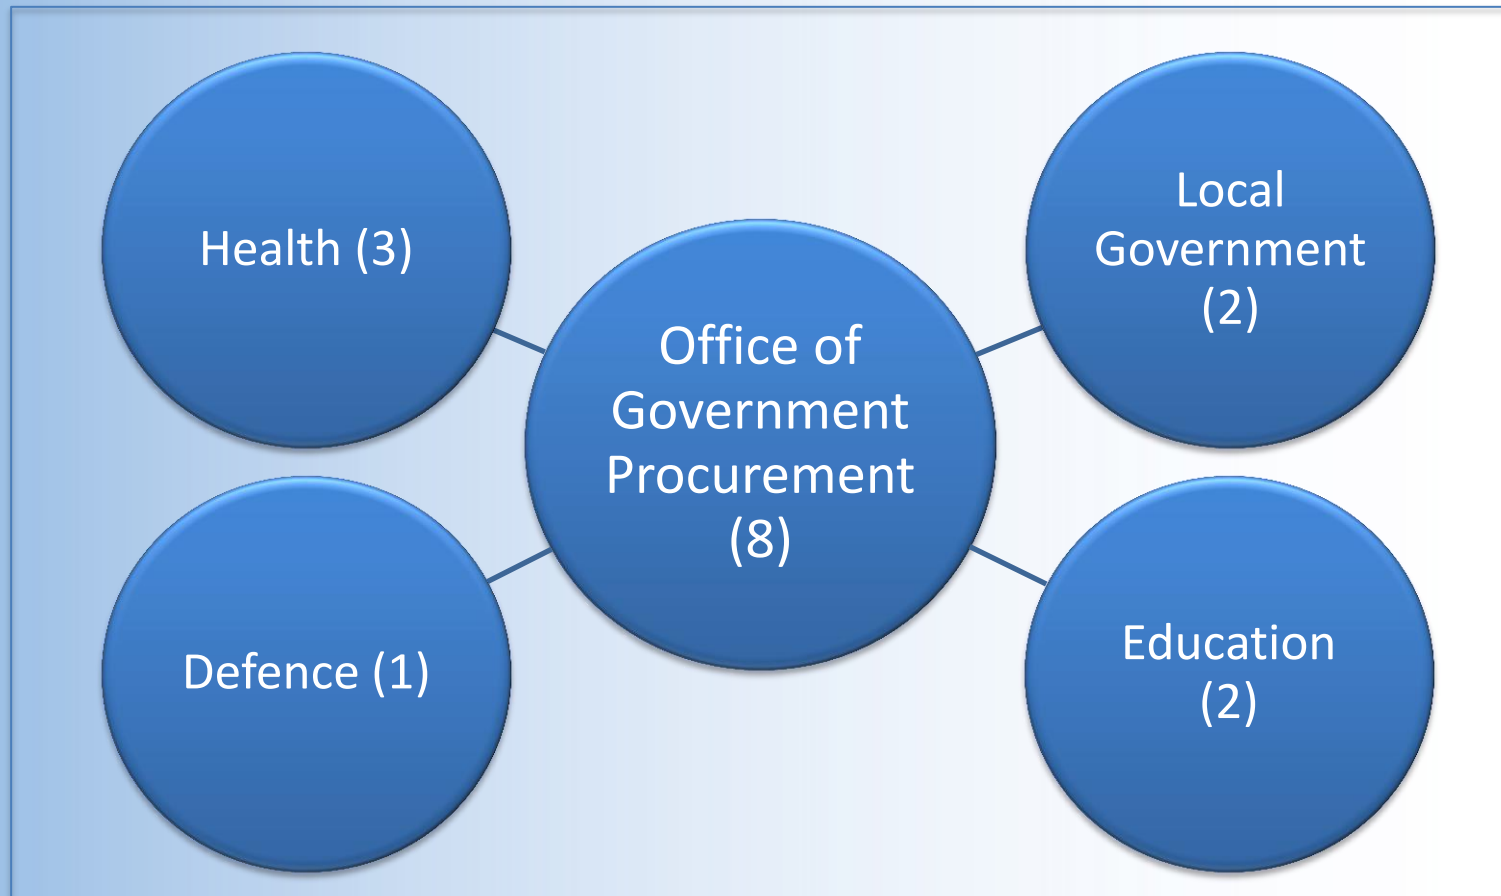 Health (3)
Local
Government
(2)
Office of
Government
Procurement
(8)
Defence (1)
Education
(2)